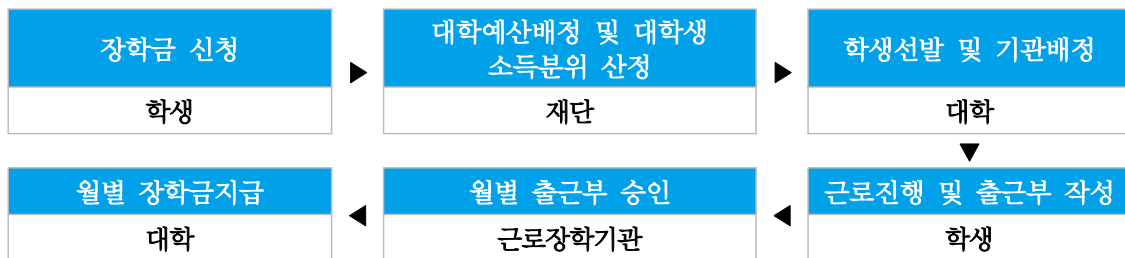 장학금 신청
학생
대학예산배정 및 대학생
소득분위 산정
재단
학생선발 및 기관배정
대학
근로진행 및 출근부 작성
학생
월별 출근부 승인
근로장학기관
월별 장학금지급
대학